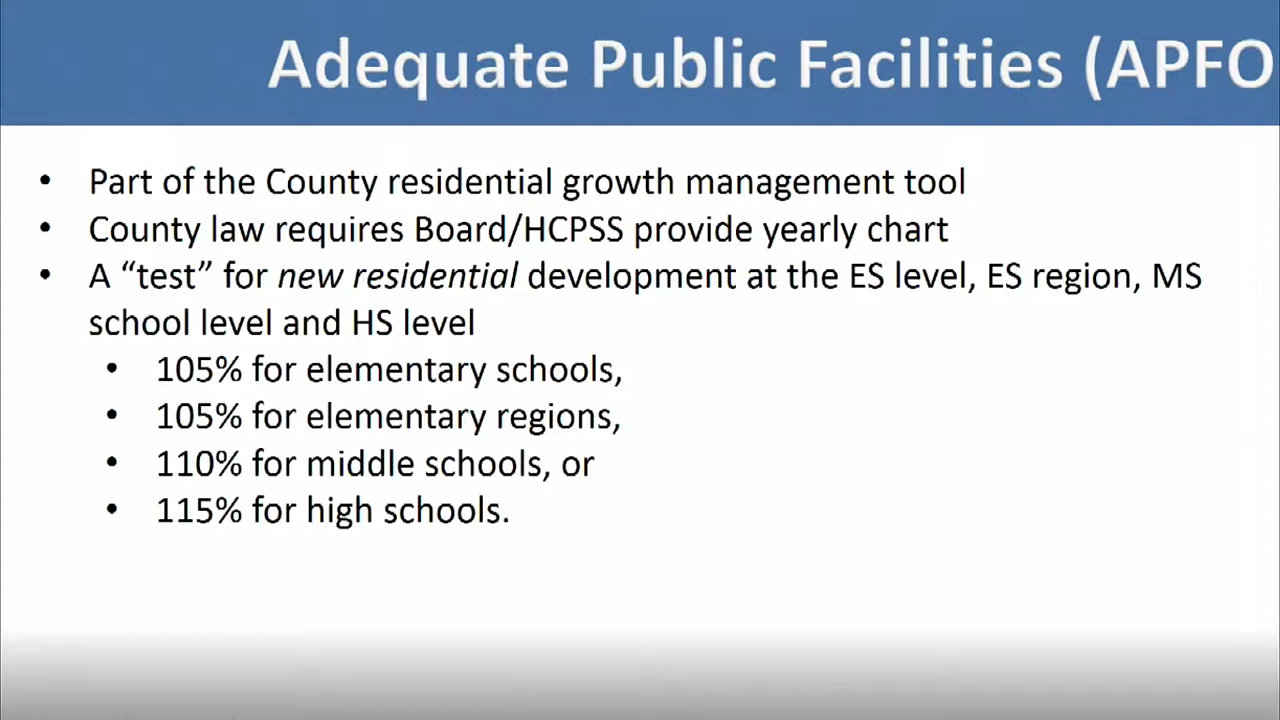 Adequate Public Facilities (APFO
• Part of the County residential growth management tool
• County law requires Board/HCPSS provide yearly chart
• A “test” for new residential development at the ES level, ES region, MS
school level and HS level
• 105% for elementary schools,
• 105% for elementary regions,
• 110% for middle schools, or
• 115% for high schools.